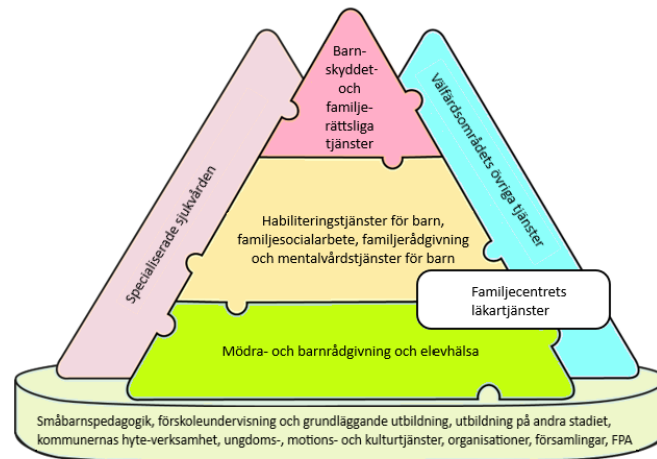 Barn-
skyddet-
och
familje-
rättsliga
tjänster
Specialiserade sjukvården
Välfärdsområdets övriga tjänster
Habiliteringstjänster för barn,
familjesocialarbete, familjerådgivning
och mentalvårdstjänster för barn
Familjecentrets
läkartjänster
Mödra- och barnrådgivning och elevhälsa
Småbarnspedagogik, förskoleundervisning och grundläggande utbildning, utbildning på andra stadiet,
kommunernas hyte-verksamhet, ungdoms-, motions- och kulturtjänster, organisationer, församlingar, FPA